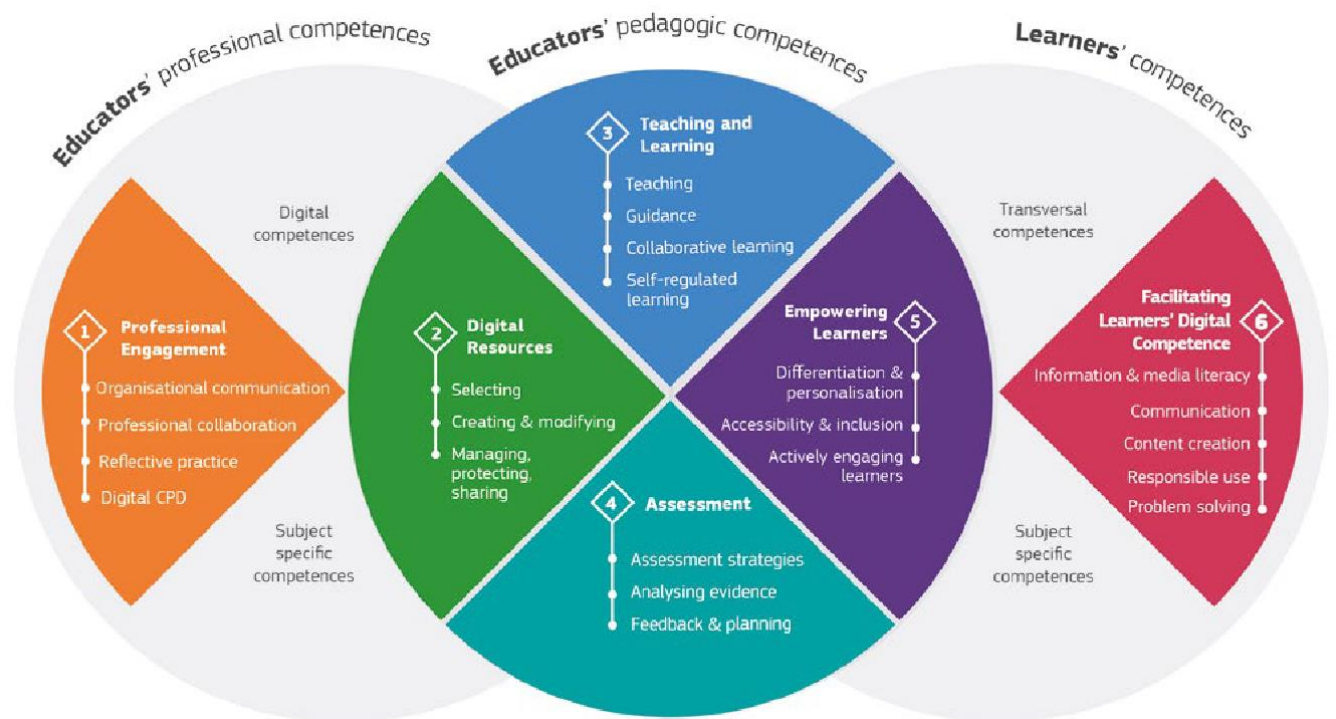 Educators' professional competences
Educators' pedagogic competences
Learners' competences
Digital
competences
Subject
specific
competences
1
Professional
Engagement
Organisational communication
Professional collaboration
Reflective practice
Digital CPD
2
Digital
Resources
Selecting
Creating & modifying
Managing,
protecting,
sharing
3
Teaching and
Learning
Teaching
Guidance
Collaborative learning
Self-regulated
learning
4
Assessment
Assessment strategies
Analysing evidence
Feedback & planning
Empowering
Learners
5
Differentiation &
personalisation
Accessibility & inclusion
Actively engaging
learners
Transversal
competences
Subject
specific
competences
Facilitating
Learners' Digital
Competence
6
Information & media literacy
Communication
Content creation
Responsible use
Problem solving